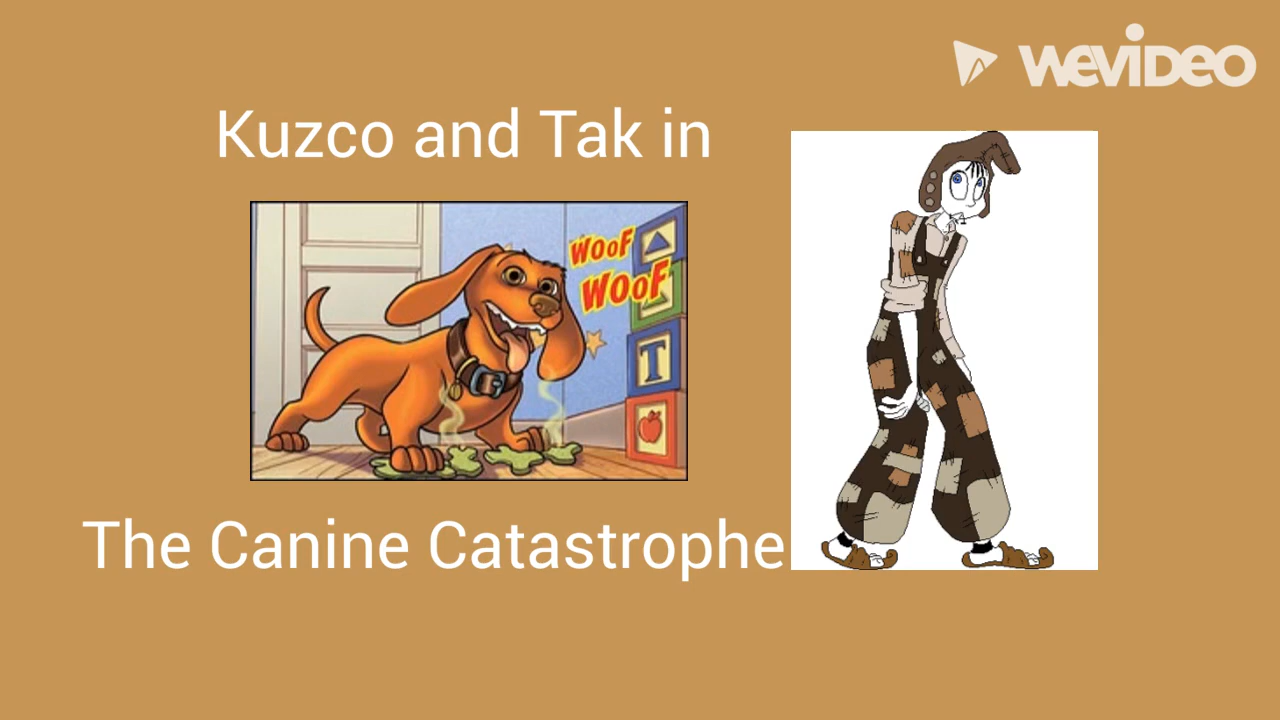 WeVideo
Kuzco and Tak in
WOOF
WOOF
T
The Canine Catastrophe